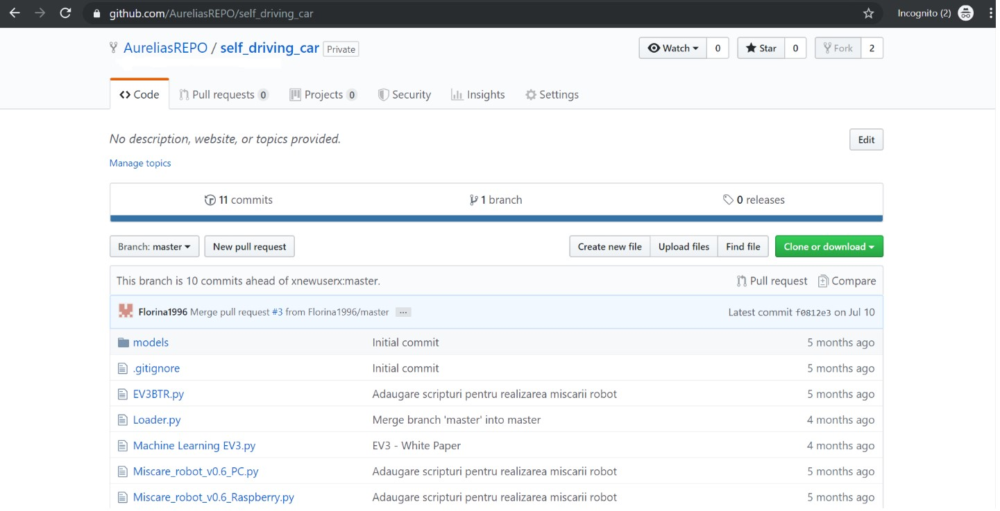 github.com/AureliasREPO/self_driving_car Incognito (2)
AureliasREPO / self_driving_car Private Watch 0 Star 0 Fork 2
Code Pull requests 0 Projects 0 Security Insights Settings
No description, website, or topics provided. Edit
Manage topics
11 commits 1 branch 0 releases
Branch: master New pull request Create new file Upload files Find file Clone or download
This branch is 10 commits ahead of xnewuserx:master. Pull request Compare
Florina1996 Merge pull request #3 from Florina1996/master ... Latest commit f0812e3 on Jul 10
models Initial commit 5 months ago
.gitignore Initial commit 5 months ago
EV3BTR.py Adaugare scripturi pentru realizarea miscarii robot 5 months ago
Loader.py Merge branch 'master' into master 4 months ago
Machine Learning EV3.py EV3 - White Paper 4 months ago
Miscare_robot_v0.6_PC.py Adaugare scripturi pentru realizarea miscarii robot 5 months ago
Miscare_robot_v0.6_Raspberry.py Adaugare scripturi pentru realizarea miscarii robot 5 months ago